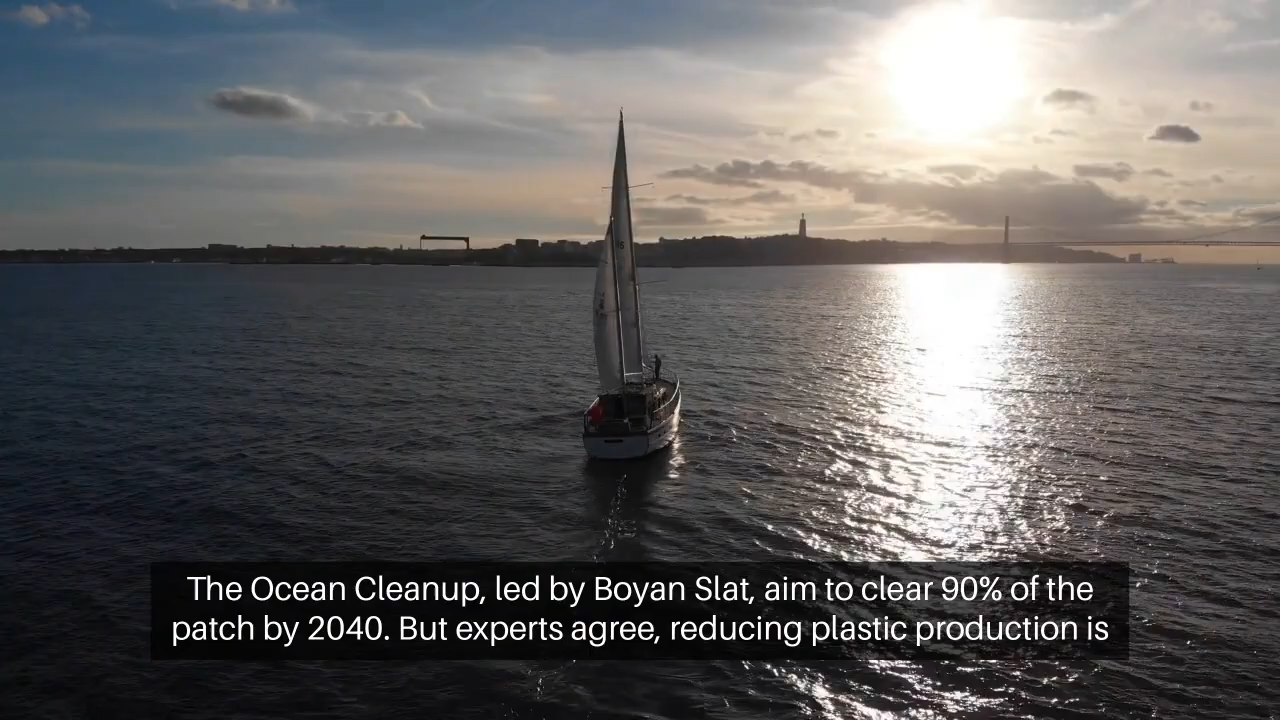 The Ocean Cleanup, led by Boyan Slat, aim to clear 90% of the
patch by 2040. But experts agree, reducing plastic production is